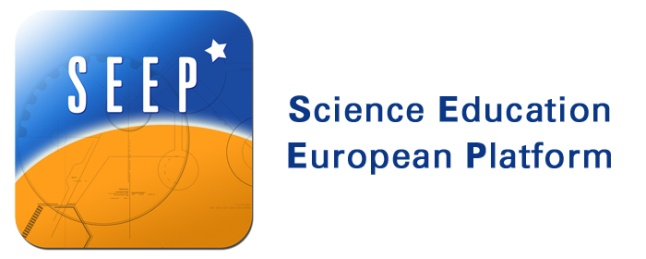 SEEP
Science Education
European Platform